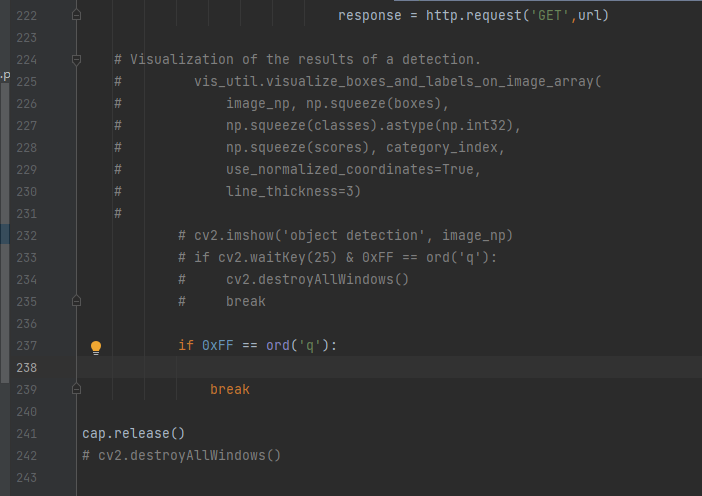 222 response = http.request('GET',url)
223
224 # Visualization of the results of a detection.
.p
225 # vis_util.visualize_boxes_and_labels_on_image_array(
226 # image_np, np.squeeze(boxes),
227 # np.squeeze(classes).astype(np.int32),
228 # np.squeeze(scores), category_index,
229 # use_normalized_coordinates=True,
230 # line_thickness=3)
231 #
232 # cv2.imshow('object detection', image_np)
233 # if cv2.waitKey(25) & 0xFF == ord('q'):
234 # cv2.destroyAllWindows()
235 # break
236
237 if 0xFF == ord('q'):
238
239 break
240
241 cap.release()
242 # cv2.destroyAllWindows()
243